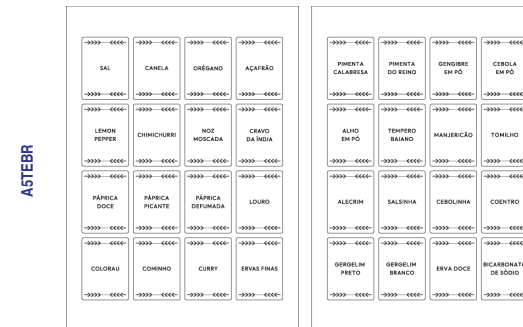 A5TEBR
SAL
CANELA
ORÉGANO
AÇAFRÃO
LEMON
PEPPER
CHIMICHURRI
NOZ
MOSCADA
CRAVO
DA ÍNDIA
PÁPRICA
DOCE
PÁPRICA
PICANTE
PÁPRICA
DEFUMADA
LOURO
COLORAU
COMINHO
CURRY
ERVAS FINAS
PIMENTA
CALABRESA
PIMENTA
DO REINO
GENGIBRE
EM PÓ
CEBOLA
EM PÓ
ALHO
EM PÓ
TEMPERO
BAIANO
MANJERICÃO
TOMILHO
ALECRIM
SALSINHA
CEBOLINHA
COENTRO
GERGELIM
PRETO
GERGELIM
BRANCO
ERVA DOCE
BICARBONATO
DE SÓDIO